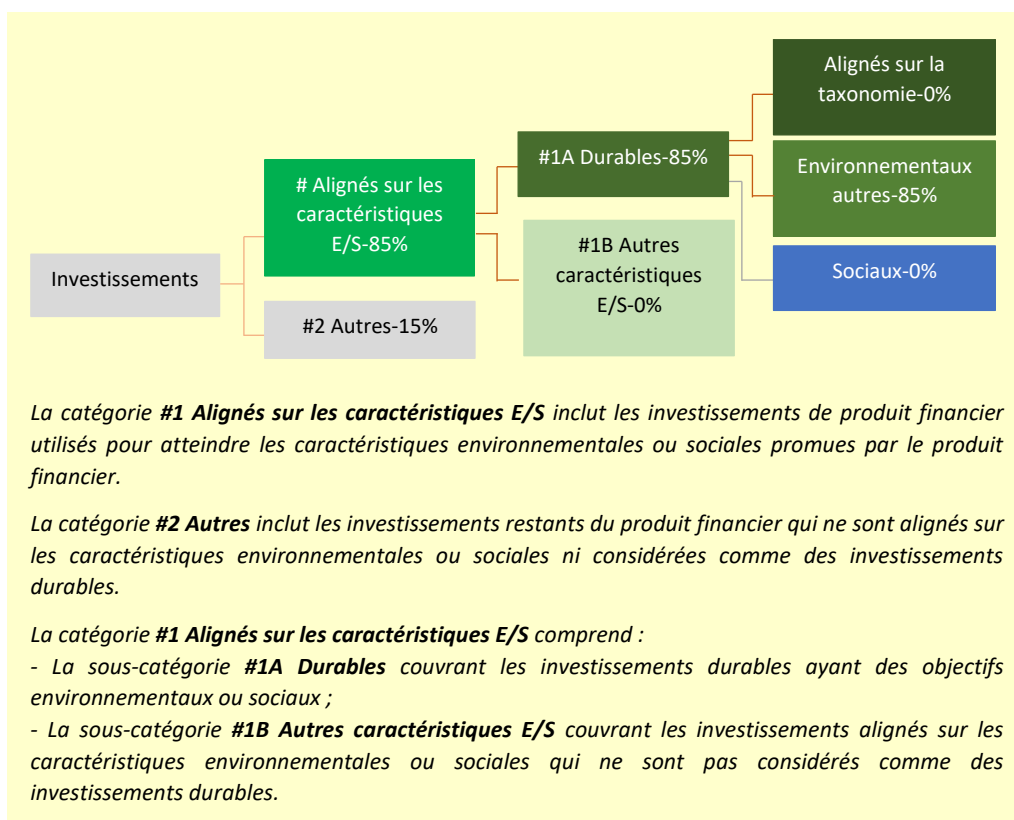 Alignés sur la
taxonomie-0%
#1A Durables-85%
Environnementaux
autres-85%
# Alignés sur les
caractéristiques
E/S-85%
#1B Autres
caractéristiques
E/S-0%
Sociaux-0%
Investissements
#2 Autres-15%
La catégorie #1 Alignés sur les caractéristiques E/S inclut les investissements de produit financier
utilisés pour atteindre les caractéristiques environnementales ou sociales promues par le produit
financier.
La catégorie #2 Autres inclut les investissements restants du produit financier qui ne sont alignés sur
les caractéristiques environnementales ou sociales ni considérées comme des investissements
durables.
La catégorie #1 Alignés sur les caractéristiques E/S comprend :
- La sous-catégorie #1A Durables couvrant les investissements durables ayant des objectifs
environnementaux ou sociaux ;
- La sous-catégorie #1B Autres caractéristiques E/S couvrant les investissements alignés sur les
caractéristiques environnementales ou sociales qui ne sont pas considérés comme des
investissements durables.